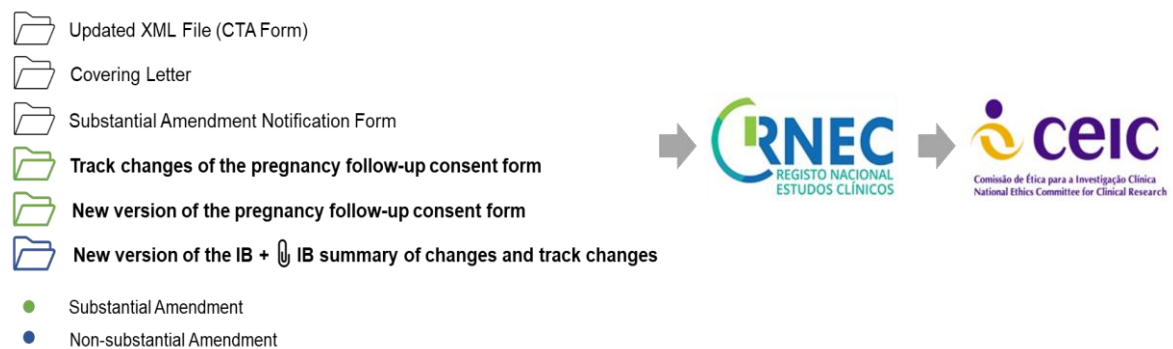 Updated XML File (CTA Form)
Covering Letter
Substantial Amendment Notification Form
Track changes of the pregnancy follow-up consent form
New version of the pregnancy follow-up consent form
New version of the IB + IB summary of changes and track changes
Substantial Amendment
Non-substantial Amendment
RNEC
REGISTO NACIONAL
ESTUDOS CLÍNICOS
ceic
Comissão de Ética para a Investigação Clínica
National Ethics Committee for Clinical Research